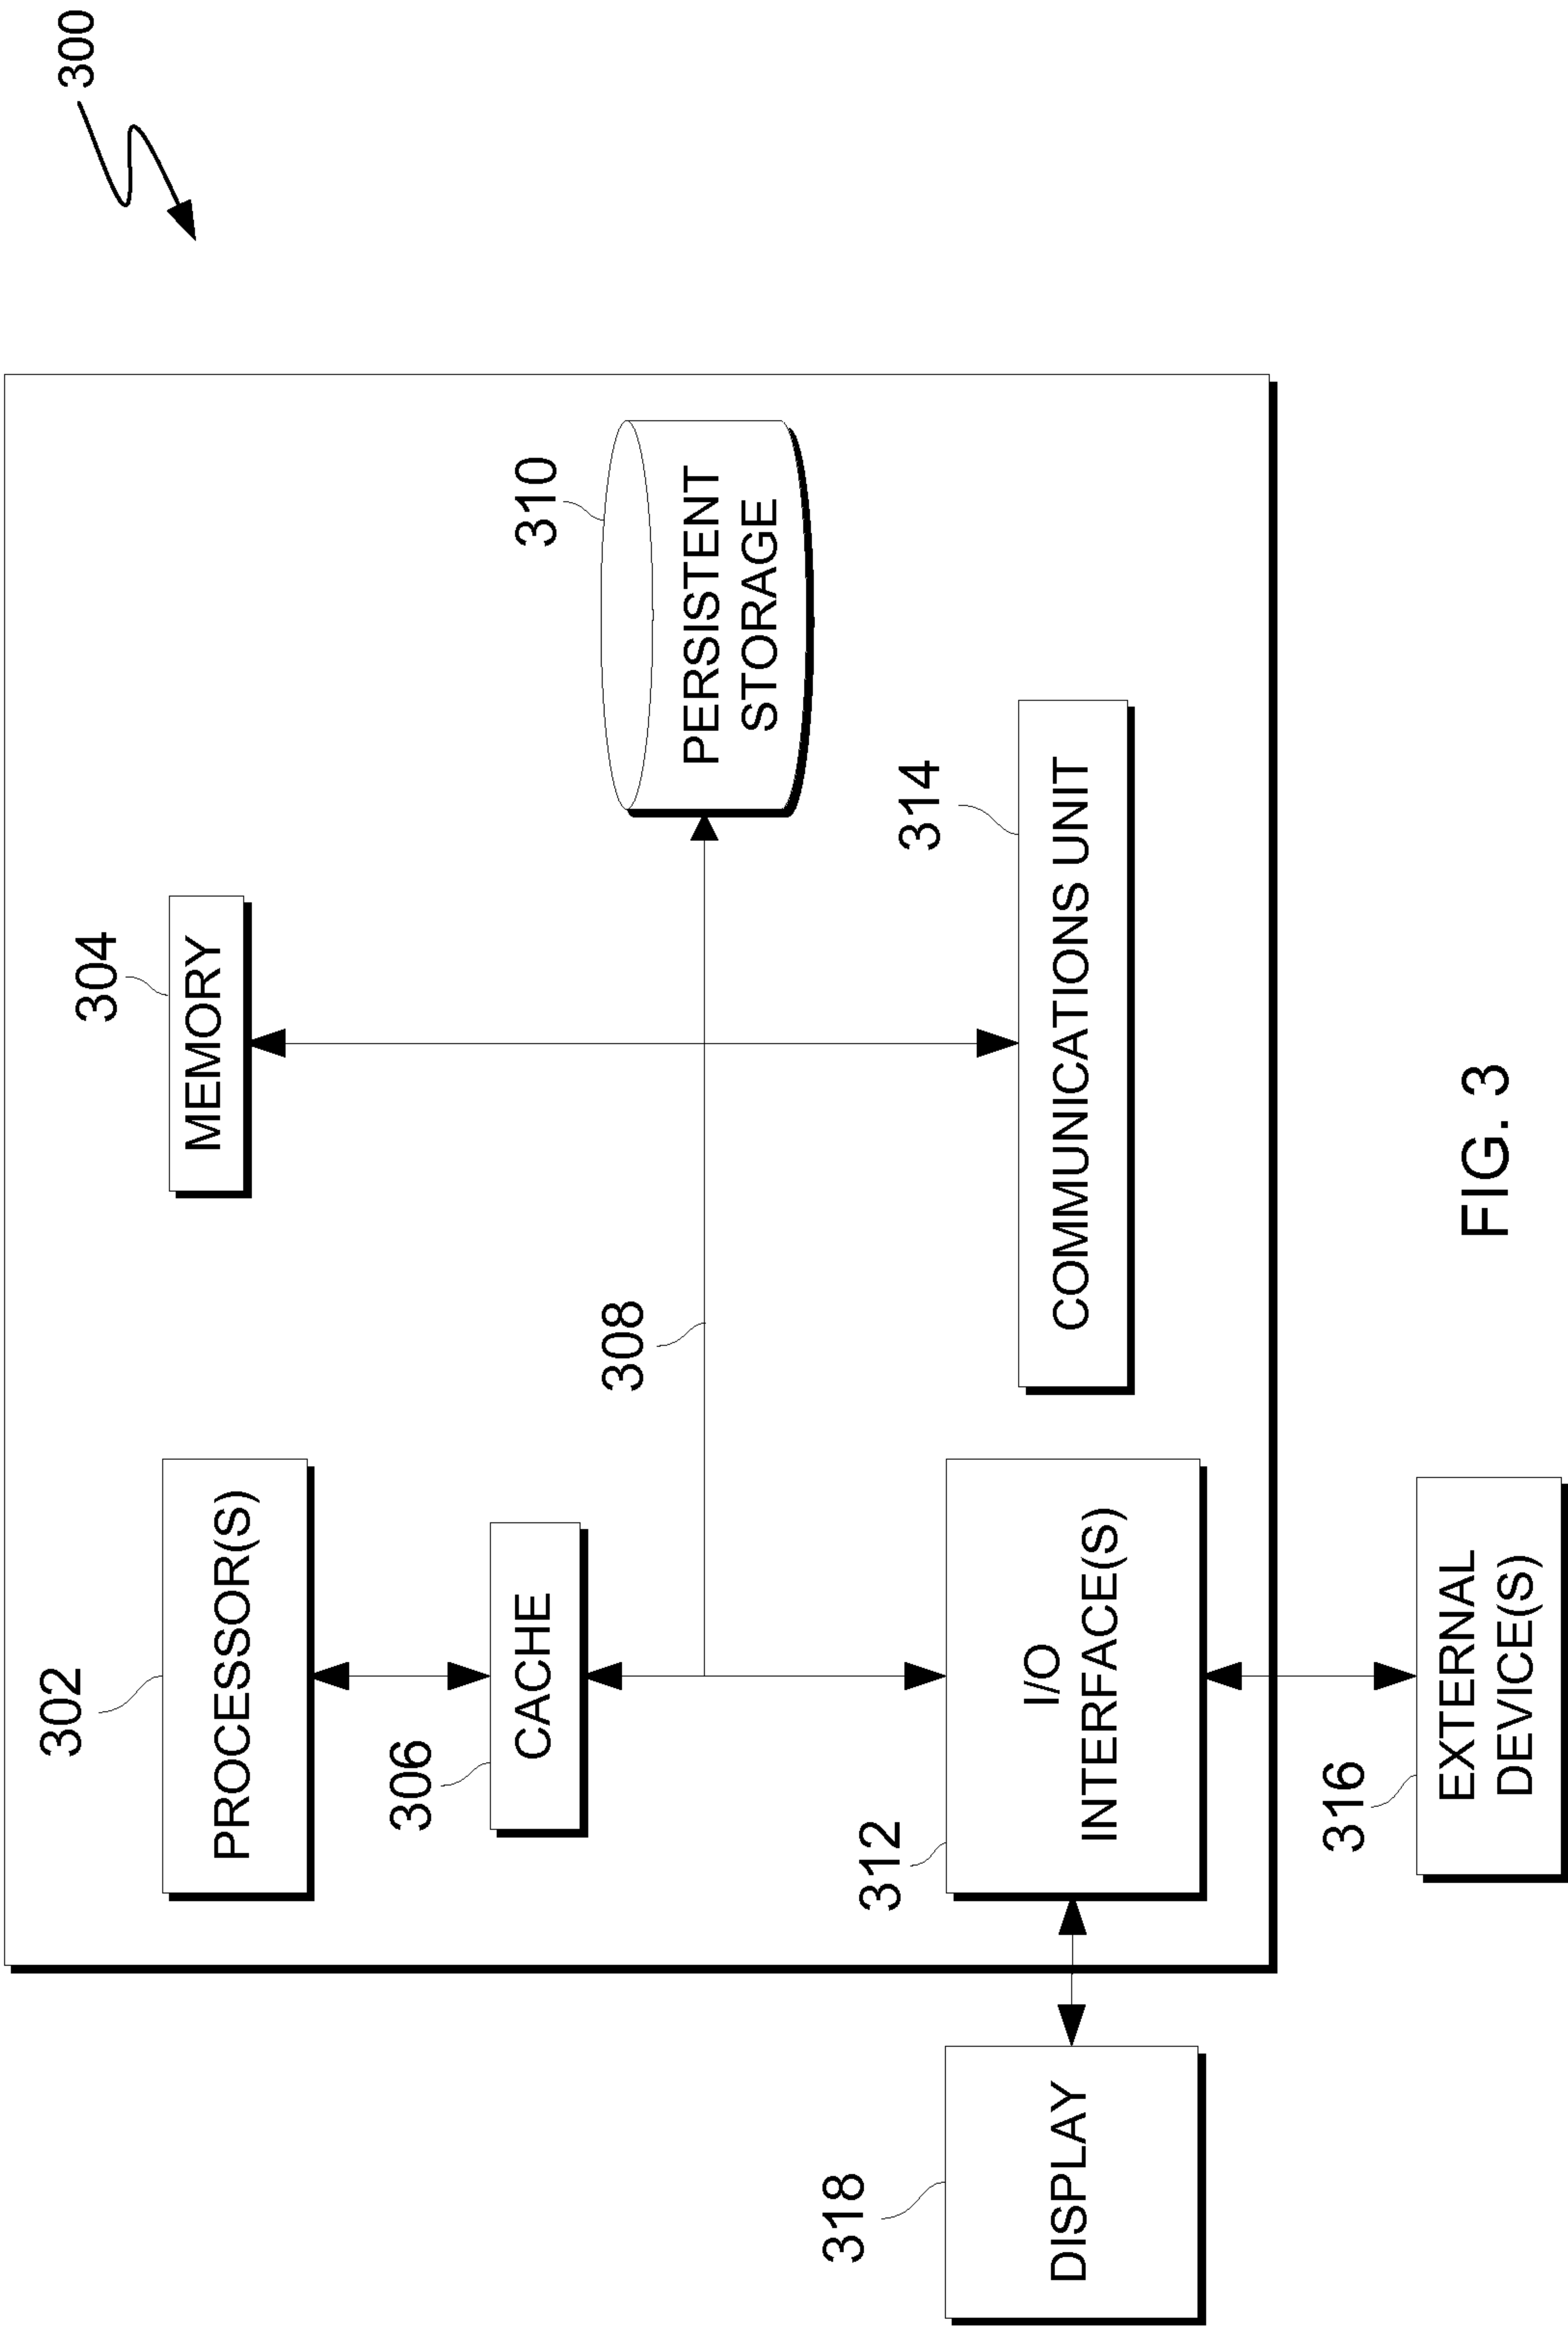 300
302
PROCESSOR(S)
304
MEMORY
306
CACHE
308
310
PERSISTENT
STORAGE
312
I/O
INTERFACE(S)
314
COMMUNICATIONS UNIT
318
DISPLAY
316
EXTERNAL
DEVICE(S)
FIG. 3